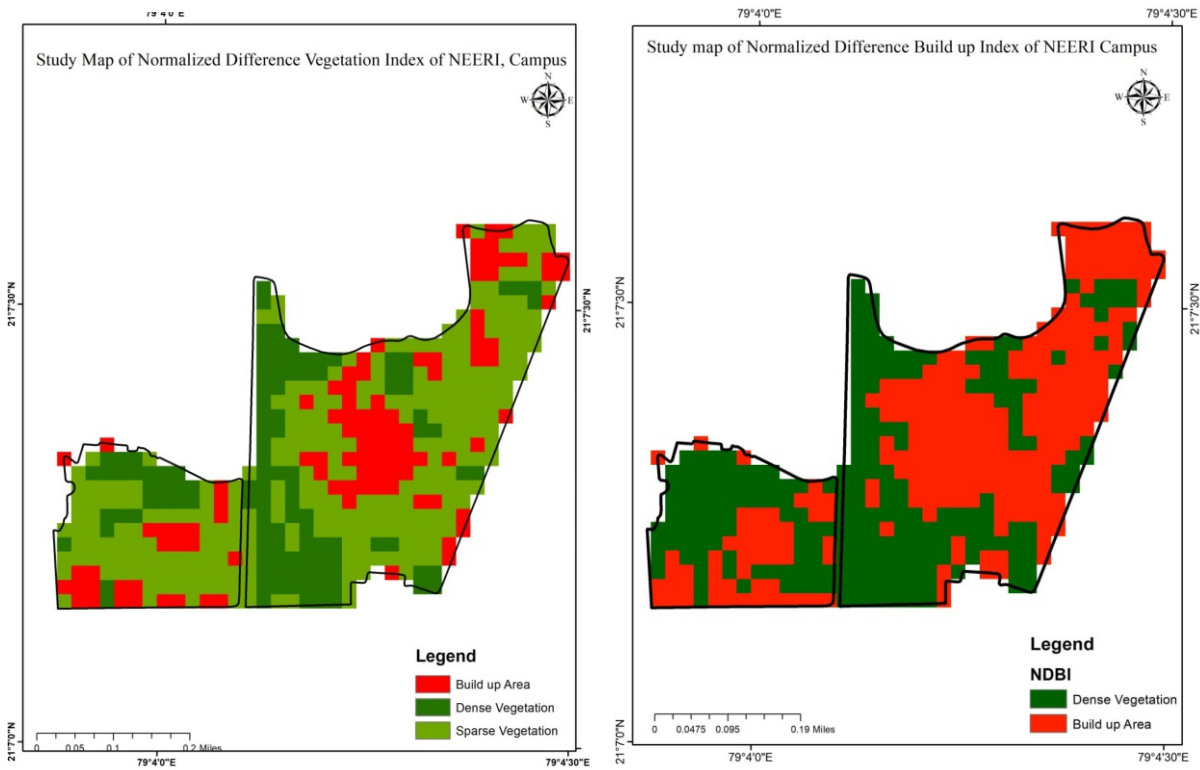 79°4'0"E
Study Map of Normalized Difference Vegetation Index of NEERI, Campus
N
W E
S
21°7'30"N
21°7'30"N
Legend
Build up Area
Dense Vegetation
Sparse Vegetation
0 0.05 0.1 0.2 Miles
21°7'0"N
21°7'0"N
79°4'0"E
79°4'30"E
79°4'0"E
79°4'30"E
Study map of Normalized Difference Build up Index of NEERI Campus
N
W E
S
21°7'30"N
21°7'30"N
Legend
NDBI
Dense Vegetation
Build up Area
0 0.0475 0.095 0.19 Miles
21°7'0"N
79°4'0"E
79°4'30"E